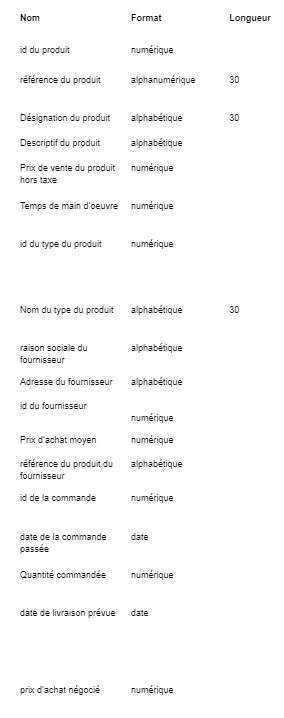 Nom Format Longueur
id du produit numérique
référence du produit alphanumérique 30
Désignation du produit alphabétique 30
Descriptif du produit alphabétique
Prix de vente du produit numérique
hors taxe
Temps de main d'oeuvre numérique
id du type du produit numérique
Nom du type du produit alphabétique 30
raison sociale du alphabétique
fournisseur
Adresse du fournisseur alphabétique
id du fournisseur
numérique
Prix d'achat moyen numérique
référence du produit du alphabétique
fournisseur
id de la commande numérique
date de la commande date
passée
Quantité commandée numérique
date de livraison prévue date
prix d'achat négocié numérique